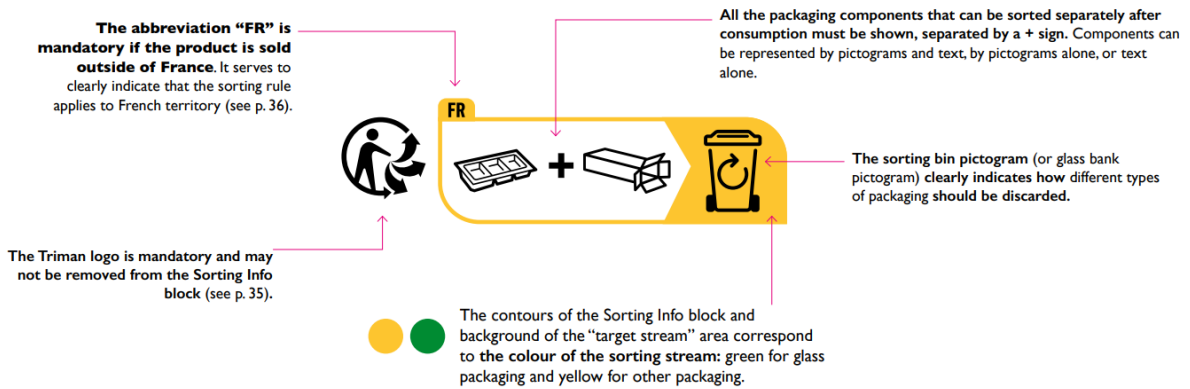 The abbreviation “FR” is
mandatory if the product is sold
outside of France. It serves to
clearly indicate that the sorting rule
applies to French territory (see p. 36).
All the packaging components that can be sorted separately after
consumption must be shown, separated by a + sign. Components can
be represented by pictograms and text, by pictograms alone, or text
alone.
FR
+
The sorting bin pictogram (or glass bank
pictogram) clearly indicates how different types
of packaging should be discarded.
The Triman logo is mandatory and may
not be removed from the Sorting Info
block (see p. 35).
The contours of the Sorting Info block and
background of the “target stream” area correspond
to the colour of the sorting stream: green for glass
packaging and yellow for other packaging.